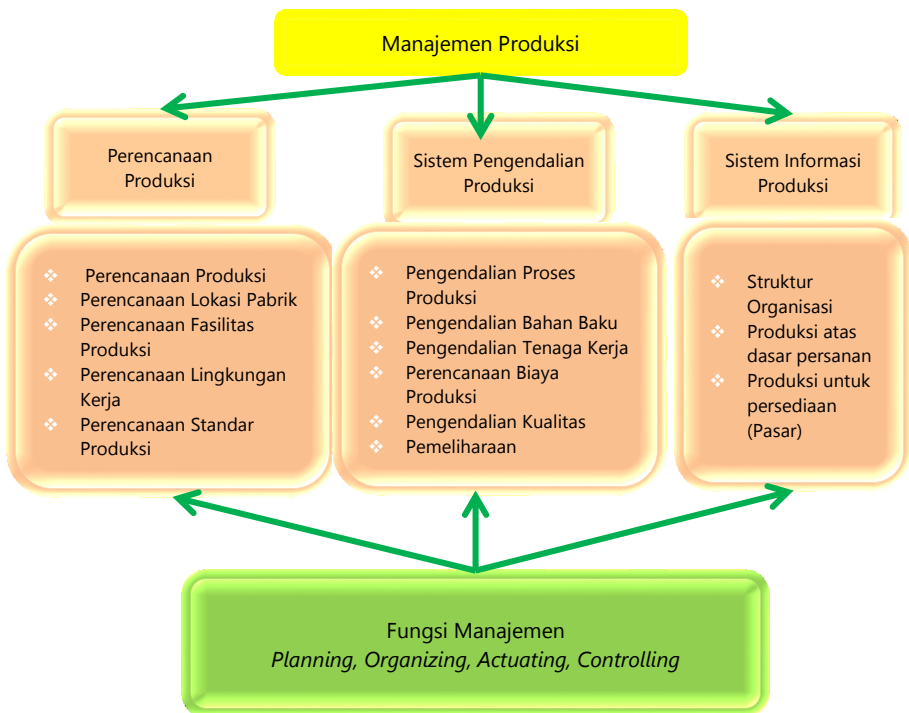 Manajemen Produksi
Perencanaan
Produksi
Sistem Pengendalian
Produksi
Sistem Informasi
Produksi
❖ Perencanaan Produksi
❖ Perencanaan Lokasi Pabrik
❖ Perencanaan Fasilitas
Produksi
❖ Perencanaan Lingkungan
Kerja
❖ Perencanaan Standar
Produksi
❖ Pengendalian Proses
Produksi
❖ Pengendalian Bahan Baku
❖ Pengendalian Tenaga Kerja
❖ Perencanaan Biaya
Produksi
❖ Pengendalian Kualitas
❖ Pemeliharaan
❖ Struktur
Organisasi
❖ Produksi atas
dasar persanan
❖ Produksi untuk
persediaan
(Pasar)
Fungsi Manajemen
Planning, Organizing, Actuating, Controlling